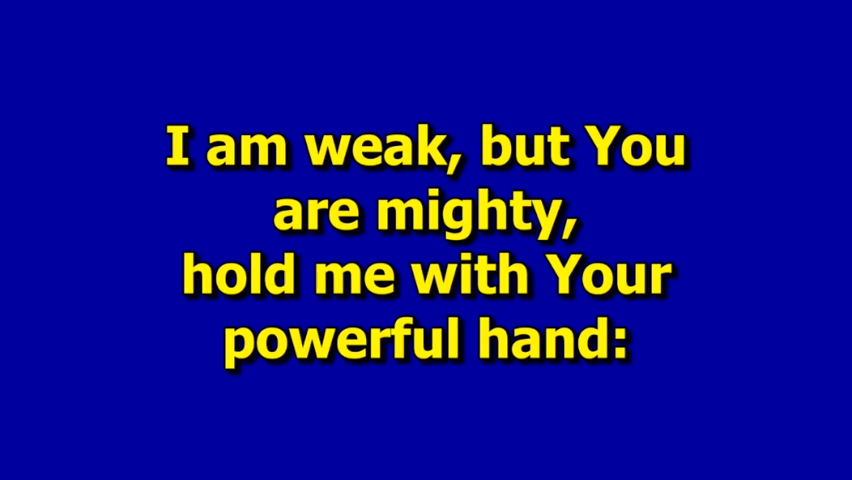 I am weak, but You
are mighty,
hold me with Your
powerful hand: